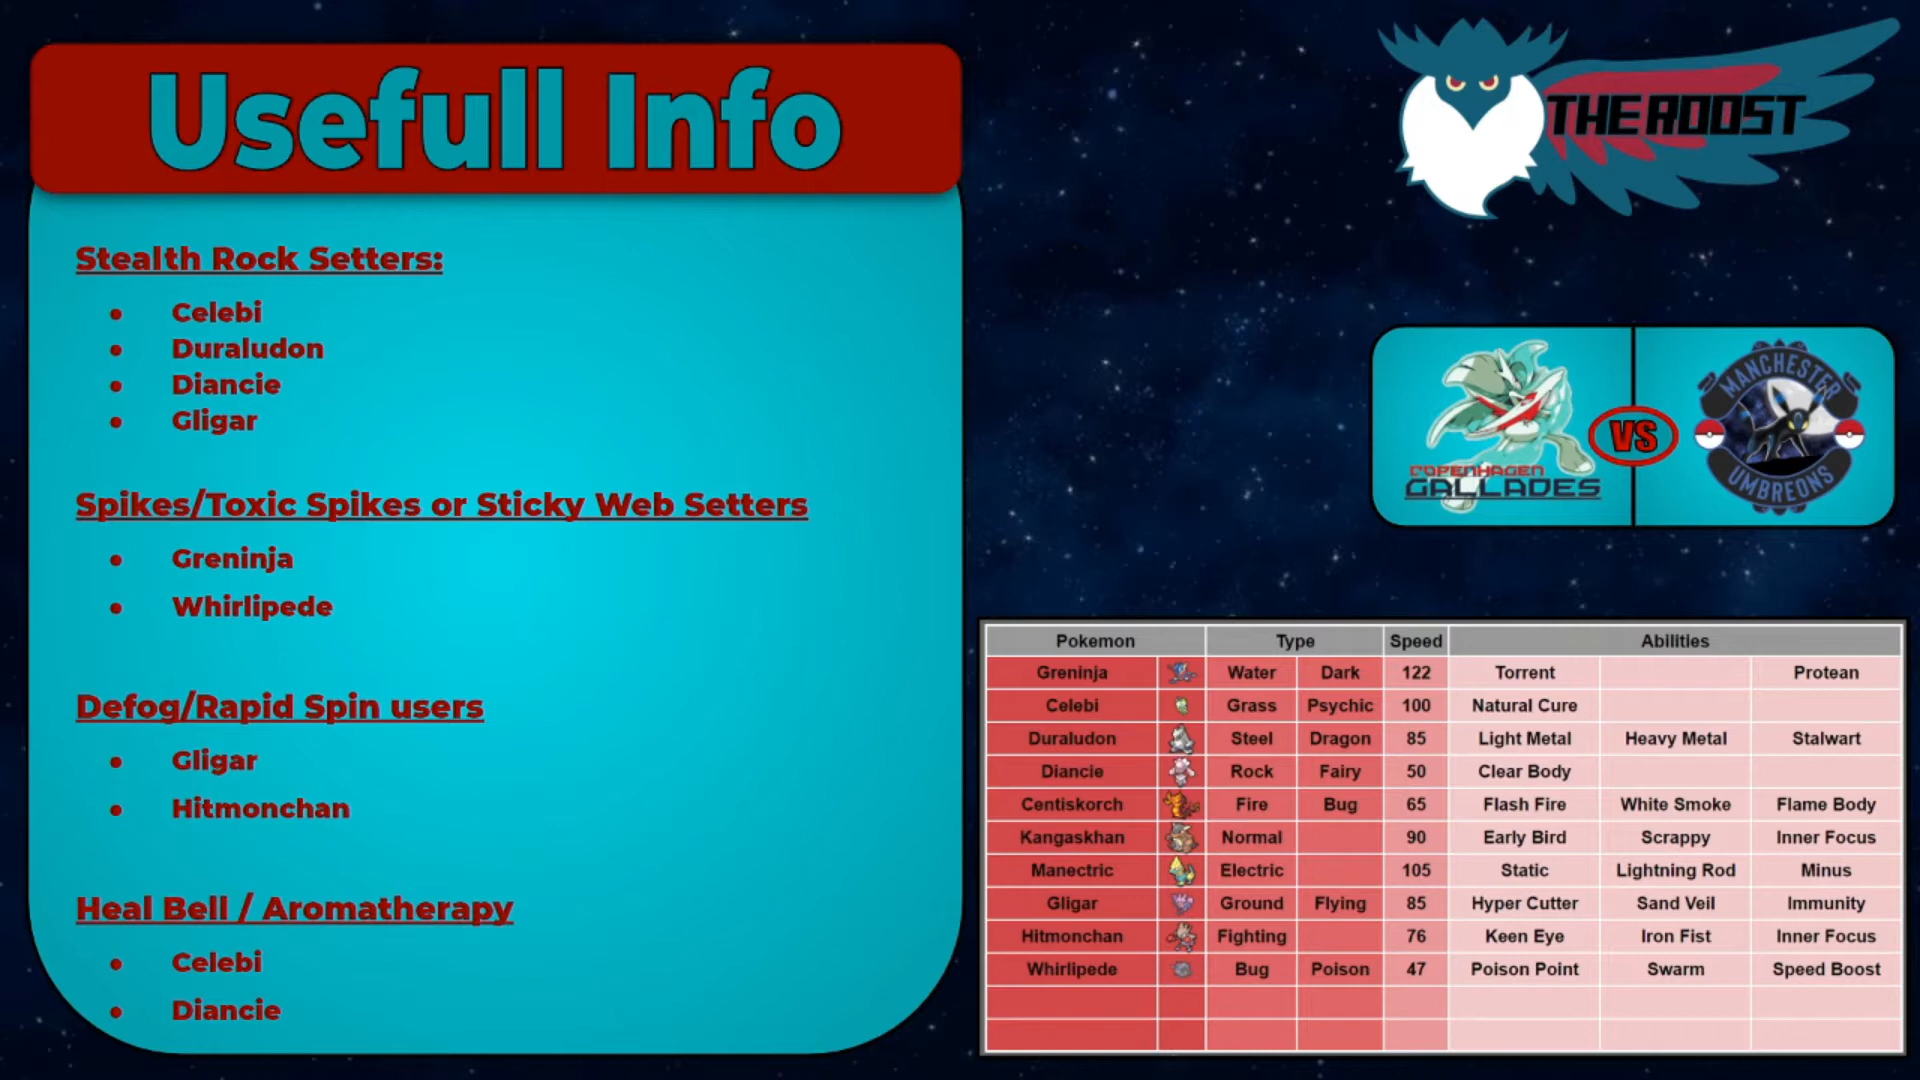 Usefull Info
Stealth Rock Setters:
Celebi
Duraludon
Diancie
Gligar
Spikes/Toxic Spikes or Sticky Web Setters
Greninja
Whirlipede
Defog/Rapid Spin users
Gligar
Hitmonchan
Heal Bell / Aromatherapy
Celebi
Diancie
THE ROOST
COPENHAGEN
GALLADES
VS
MANCHESTER
UMBREONS
Pokemon Type Speed Abilities
Greninja Water Dark 122 Torrent Protean
Celebi Grass Psychic 100 Natural Cure
Duraludon Steel Dragon 85 Light Metal Heavy Metal Stalwart
Diancie Rock Fairy 50 Clear Body
Centiskorch Fire Bug 65 Flash Fire White Smoke Flame Body
Kangaskhan Normal 90 Early Bird Scrappy Inner Focus
Manectric Electric 105 Static Lightning Rod Minus
Gligar Ground Flying 85 Hyper Cutter Sand Veil Immunity
Hitmonchan Fighting 76 Keen Eye Iron Fist Inner Focus
Whirlipede Bug Poison 47 Poison Point Swarm Speed Boost